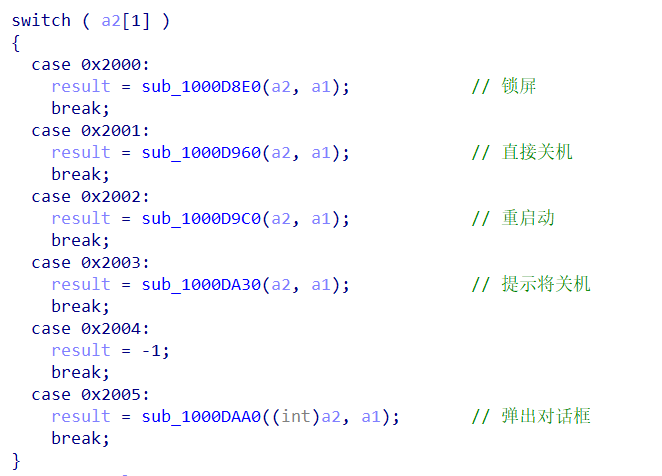 switch ( a2[1] )
{
case 0x2000:
result = sub_1000D8E0(a2, a1); // 锁屏
break;
case 0x2001:
result = sub_1000D960(a2, a1); // 直接关机
break;
case 0x2002:
result = sub_1000D9C0(a2, a1); // 重启动
break;
case 0x2003:
result = sub_1000DA30(a2, a1); // 提示将关机
break;
case 0x2004:
result = -1;
break;
case 0x2005:
result = sub_1000DAA0((int)a2, a1); // 弹出对话框
break;
}